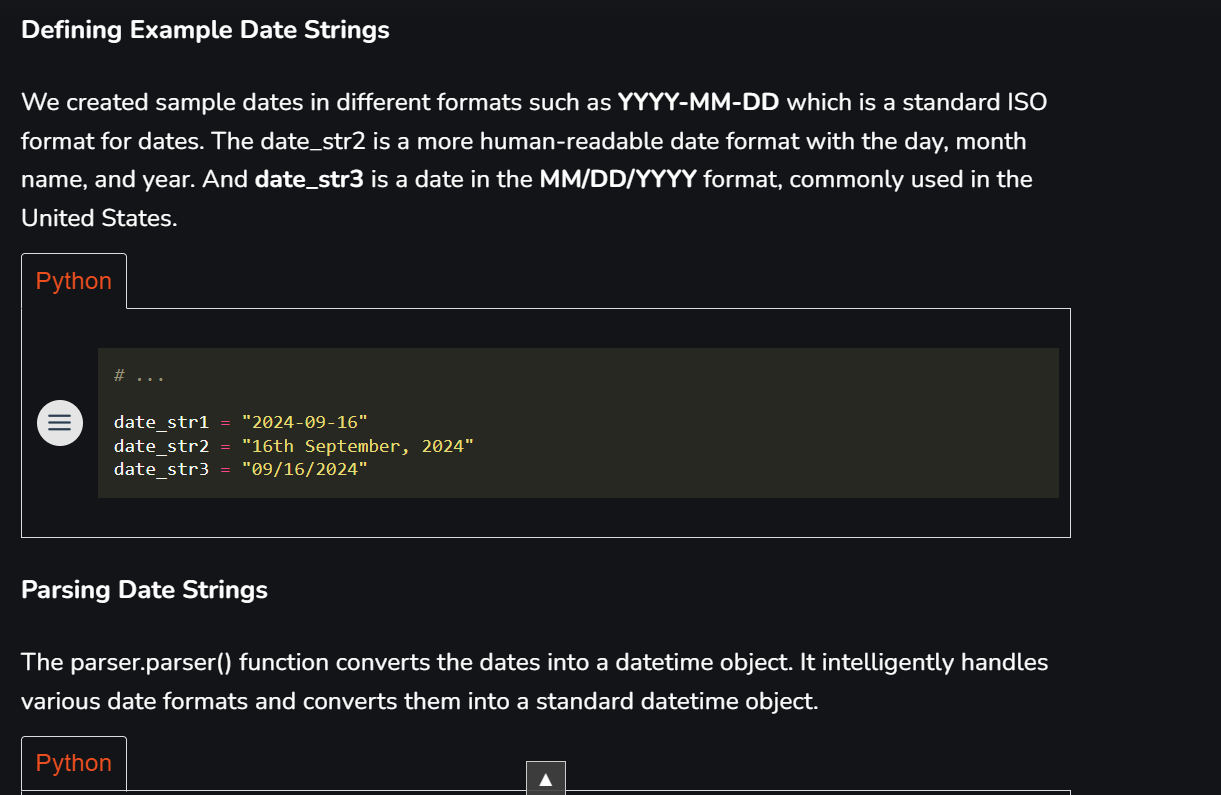 Defining Example Date Strings
We created sample dates in different formats such as YYYY-MM-DD which is a standard ISO
format for dates. The date_str2 is a more human-readable date format with the day, month
name, and year. And date_str3 is a date in the MM/DD/YYYY format, commonly used in the
United States.
Python
# ...
date_str1 = "2024-09-16"
date_str2 = "16th September, 2024"
date_str3 = "09/16/2024"
Parsing Date Strings
The parser.parser() function converts the dates into a datetime object. It intelligently handles
various date formats and converts them into a standard datetime object.
Python